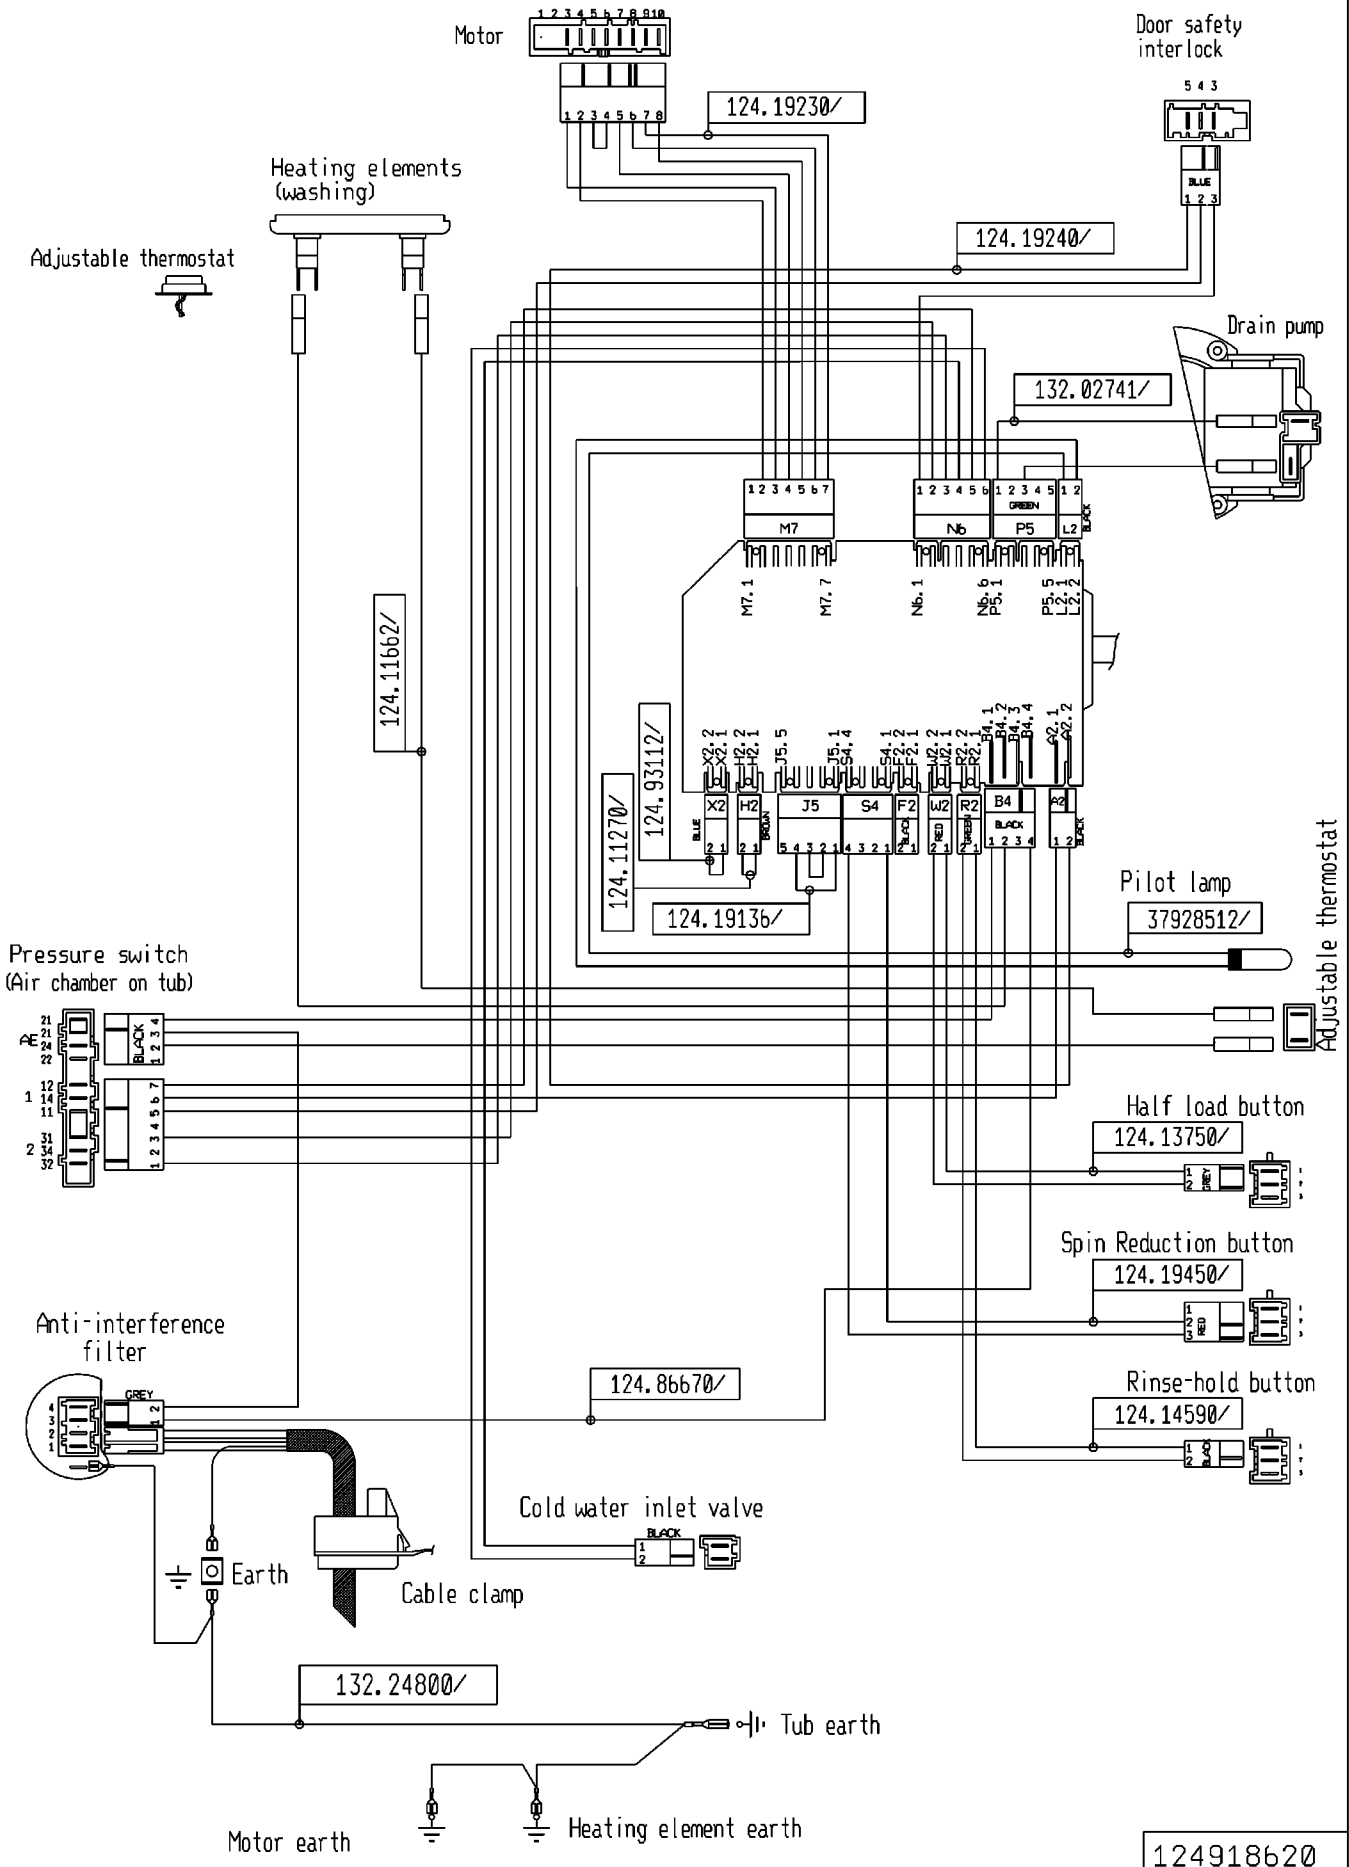 1 2 3 4 5 6 7 8 9 10
Motor
1 2 3 4 5 6 7 8
124.19230/
Door safety
interlock
5 4 3
BLUE
1 2 3
Heating elements
(washing)
124.19240/
Adjustable thermostat
Drain pump
132.02741/
1 2 3 4 5 6 7
M7
1 2 3 4 5 6
N6
1 2 3 4 5
GREEN
P5
1 2
L2
BLACK
M7.1
M7.7
N6.1
N6.6
P5.1
P5.5
L2.1
L2.2
124.11662/
124.93112/
124.11270/
X2.2
X2.1
H2.2
H2.1
J5.5
J5.1
S4.4
S4.1
F2.2
F2.1
W2.2
W2.1
R2.2
R2.1
B4.1
B4.2
B4.3
B4.4
A2.1
A2.2
X2
BLUE
2 1
H2
BROWN
2 1
J5
5 4 3 2 1
S4
4 3 2 1
F2
BLACK
2 1
W2
RED
2 1
R2
GREEN
2 1
B4
BLACK
1 2 3 4
A2
BLACK
1 2
124.19136/
Pilot lamp
37928512/
Adjustable thermostat
Pressure switch
(Air chamber on tub)
21
21
24
22
BLACK
1 2 3 4
12
1 14
11
31
2 34
32
1 2 3 4 5 6 7
Half load button
124.13750/
1
2
GREY
Spin Reduction button
124.19450/
1
2
3
RED
Anti-interference
filter
GREY
4
3
2
1
1 2
124.86670/
Rinse-hold button
124.14590/
1
2
BLACK
Cold water inlet valve
BLACK
1
2
Earth
Cable clamp
132.24800/
Tub earth
Motor earth
Heating element earth
124918620